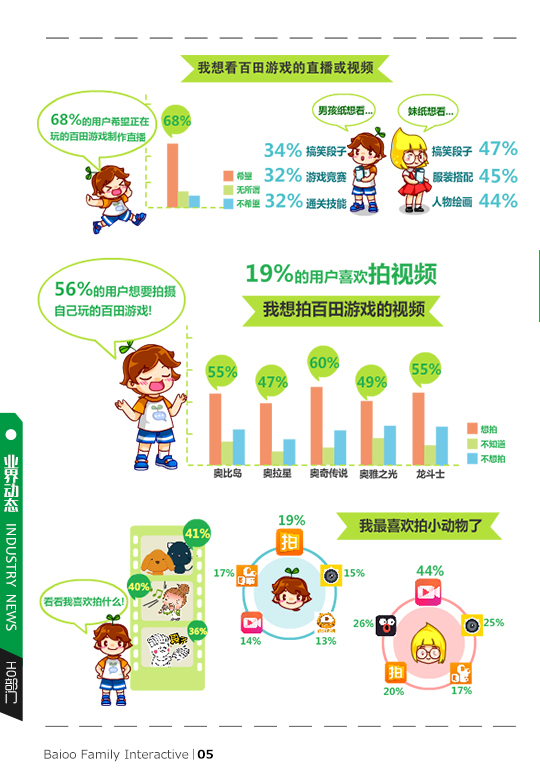 我想看百田游戏的直播或视频
68%的用户希望正在
玩的百田游戏制作直播
68%
希望
无所谓
不希望
男孩纸想看...
34% 搞笑段子
32% 游戏竞赛
32% 通关技能
妹纸想看...
搞笑段子 47%
服装搭配 45%
人物绘画 44%
19%的用户喜欢拍视频
我想拍百田游戏的视频
56%的用户想要拍摄
自己玩的百田游戏!
55%
47%
60%
49%
55%
奥比岛
奥拉星
奥奇传说
奥雅之光
龙斗士
想拍
不知道
不想拍
我最喜欢拍小动物了
看看我喜欢拍什么!
41%
40%
36%
19%
拍
17%
15%
14%
13%
44%
26%
25%
拍
20%
17%
业界动态 INDUSTRY NEWS
Baioo Family Interactive | 05